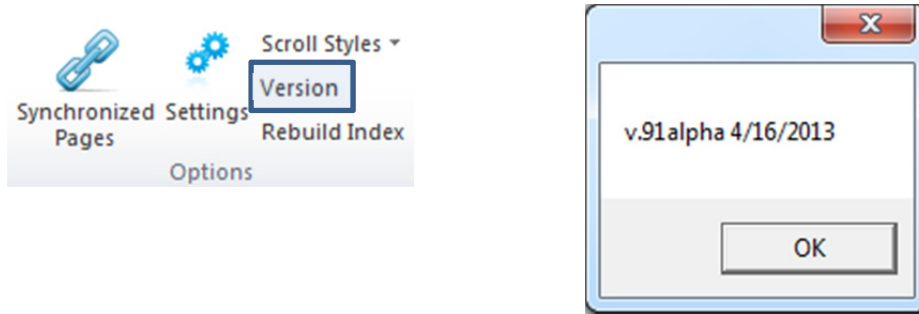 Scroll Styles
Version
Synchronized Settings
Pages
Rebuild Index
Options
v.91alpha 4/16/2013
OK